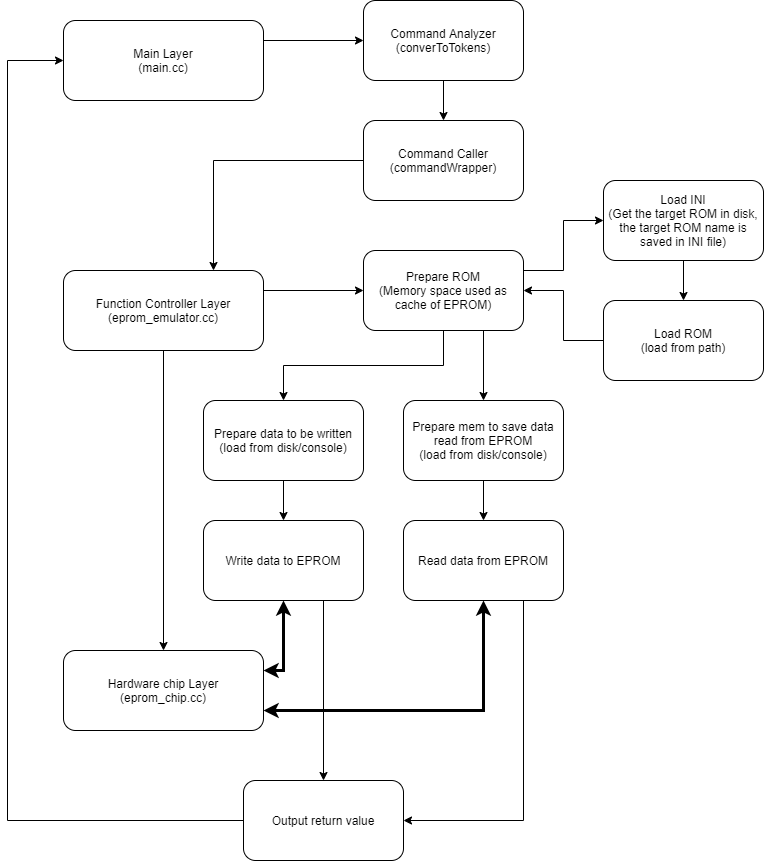 Main Layer
(main.cc)
Command Analyzer
(converToTokens)
Command Caller
(commandWrapper)
Load INI
(Get the target ROM in disk,
the target ROM name is
saved in INI file)
Function Controller Layer
(eprom_emulator.cc)
Prepare ROM
(Memory space used as
cache of EPROM)
Load ROM
(load from path)
Prepare data to be written
(load from disk/console)
Prepare mem to save data
read from EPROM
(load from disk/console)
Write data to EPROM
Read data from EPROM
Hardware chip Layer
(eprom_chip.cc)
Output return value